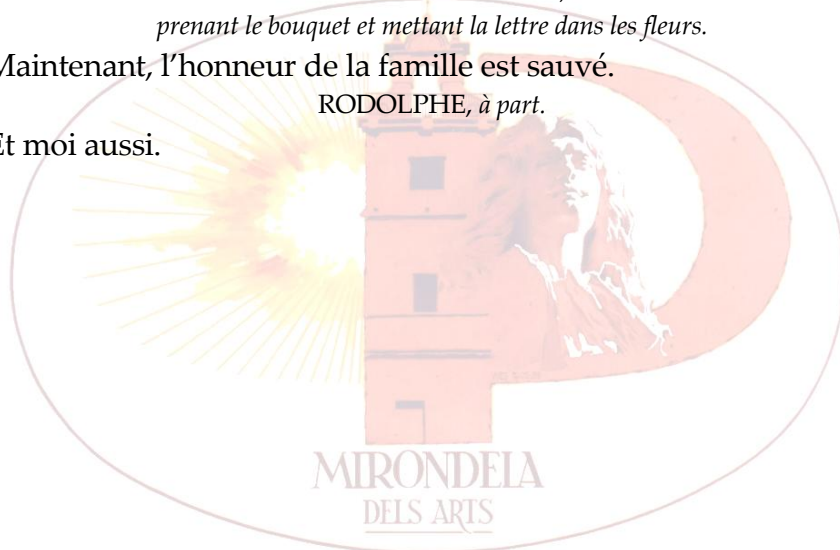 prenant le bouquet et mettant la lettre dans les fleurs.
Maintenant, l’honneur de la famille est sauvé.
RODOLPHE, à part.
Et moi aussi.
MIRONDELA
DELS ARTS